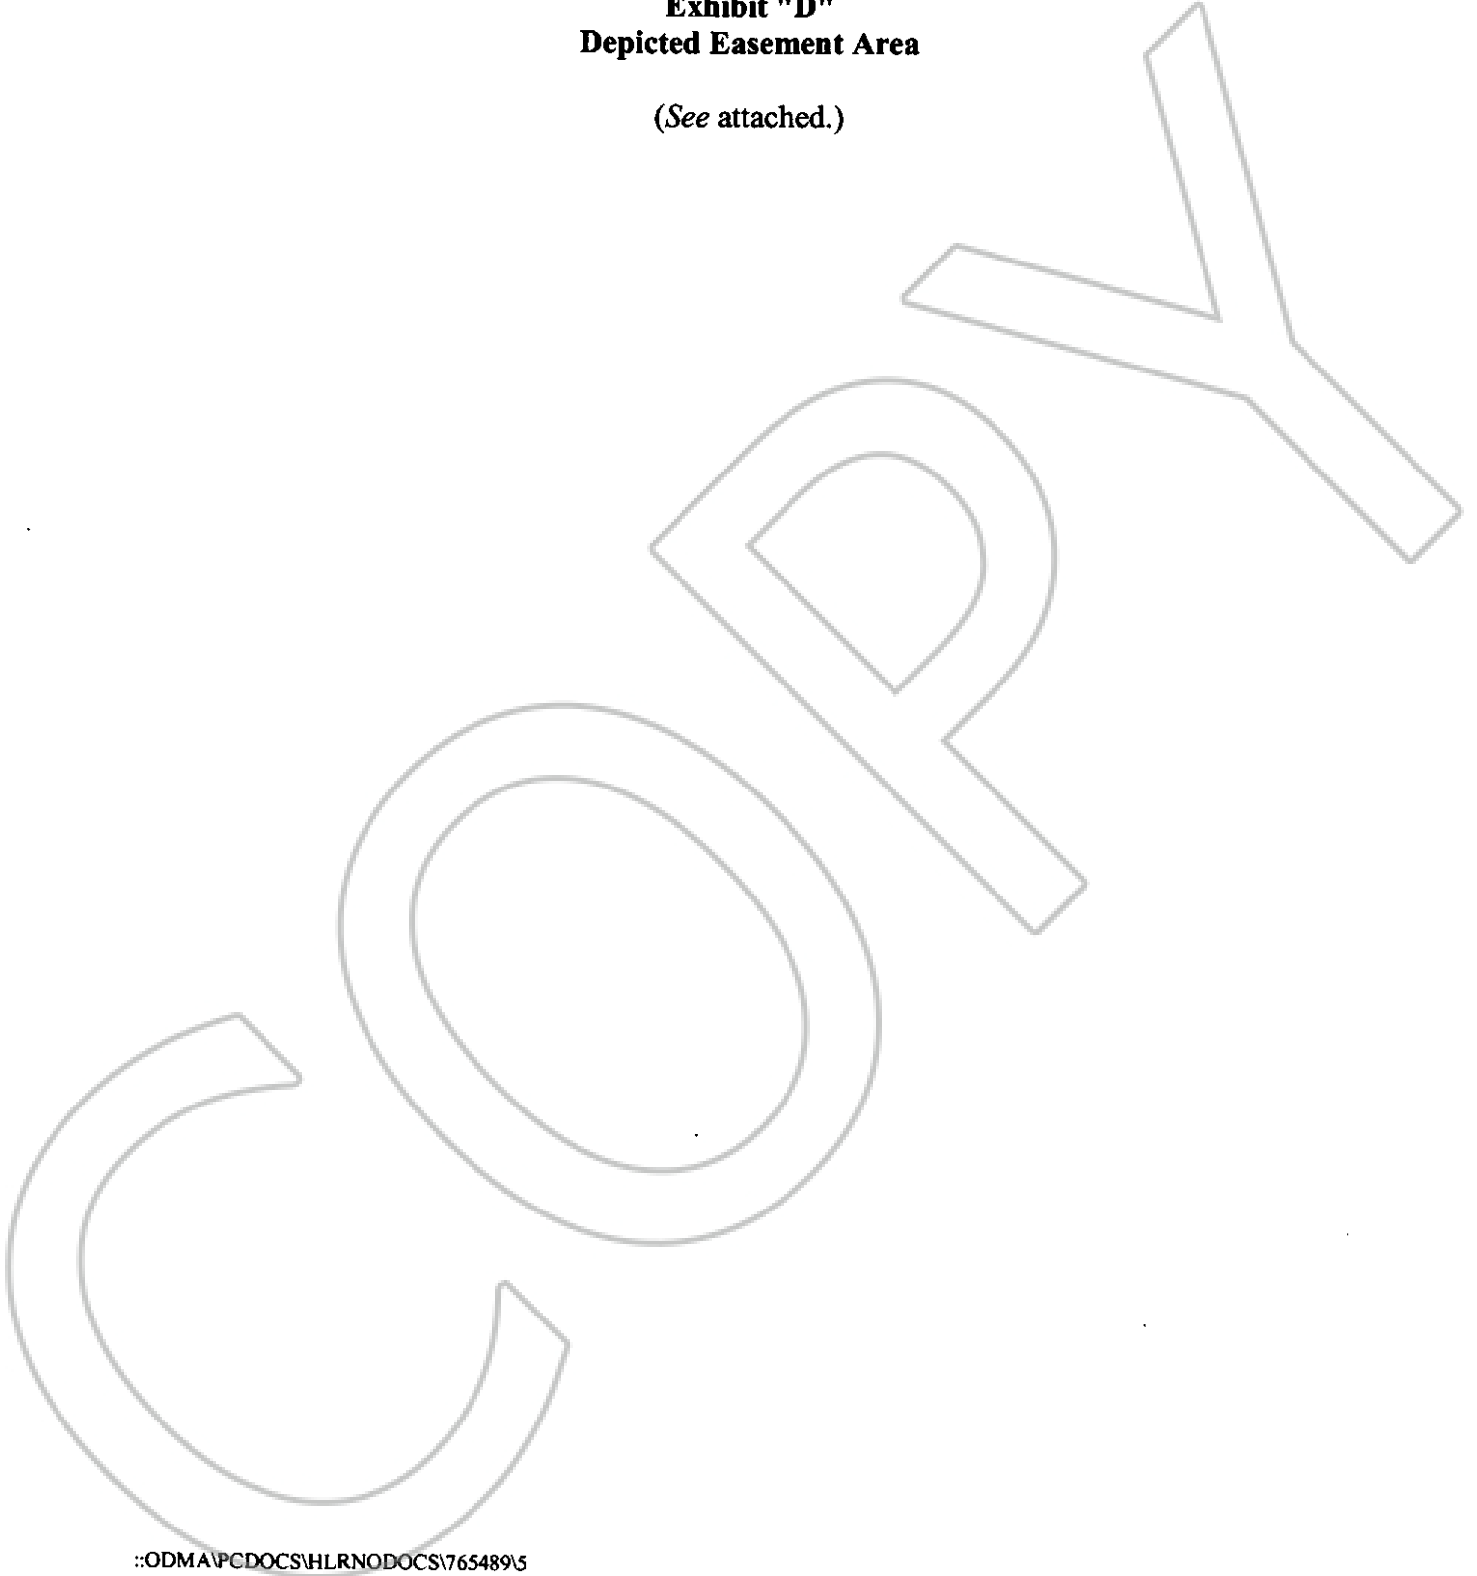 Exhibit "D"
Depicted Easement Area
(See attached.)
COPY
::ODMA\PCDOCS\HLRNODOCS\765489\5